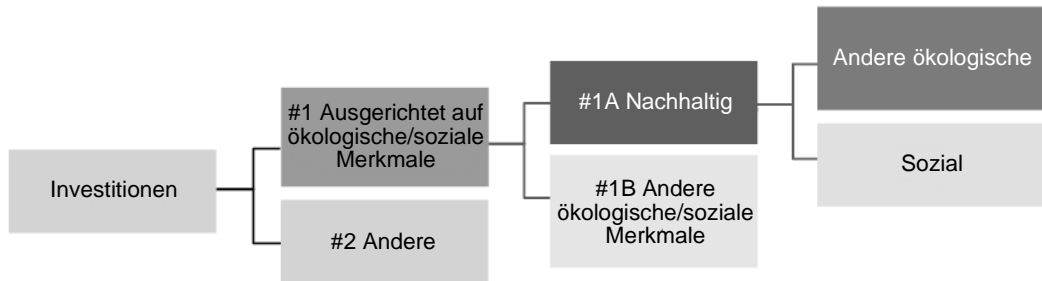 Investitionen
#1 Ausgerichtet auf
ökologische/soziale
Merkmale
#2 Andere
#1A Nachhaltig
#1B Andere
ökologische/soziale
Merkmale
Andere ökologische
Sozial